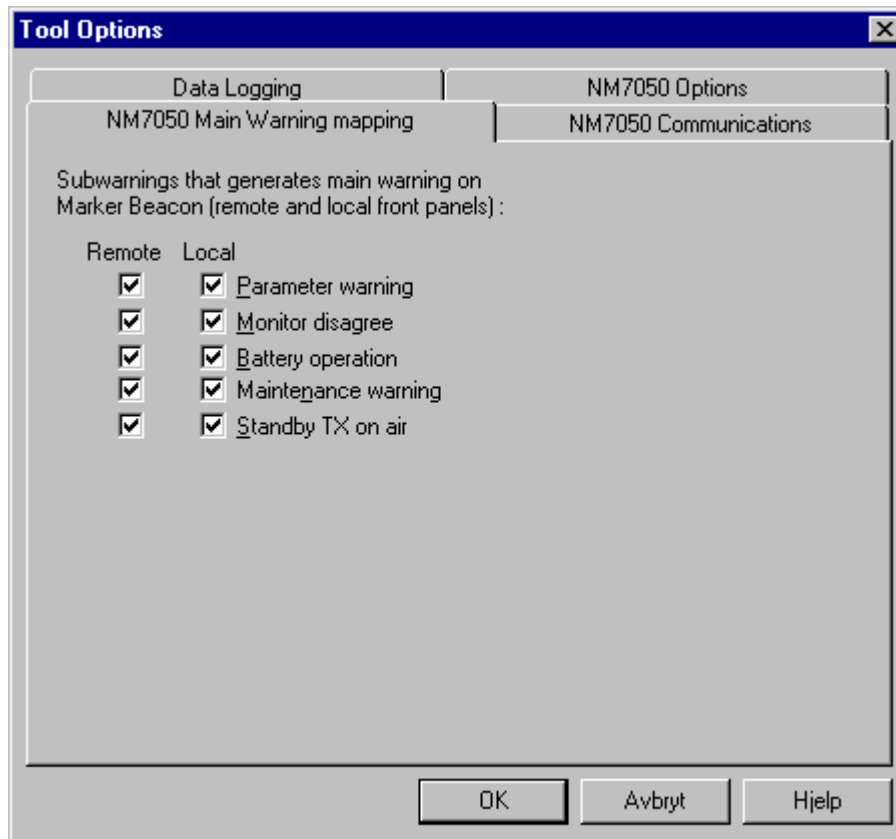 Tool Options
Data Logging
NM7050 Options
NM7050 Main Warning mapping
NM7050 Communications
Subwarnings that generates main warning on
Marker Beacon (remote and local front panels) :
Remote Local
Parameter warning
Monitor disagree
Battery operation
Maintenance warning
Standby TX on air
OK
Avbryt
Hjelp